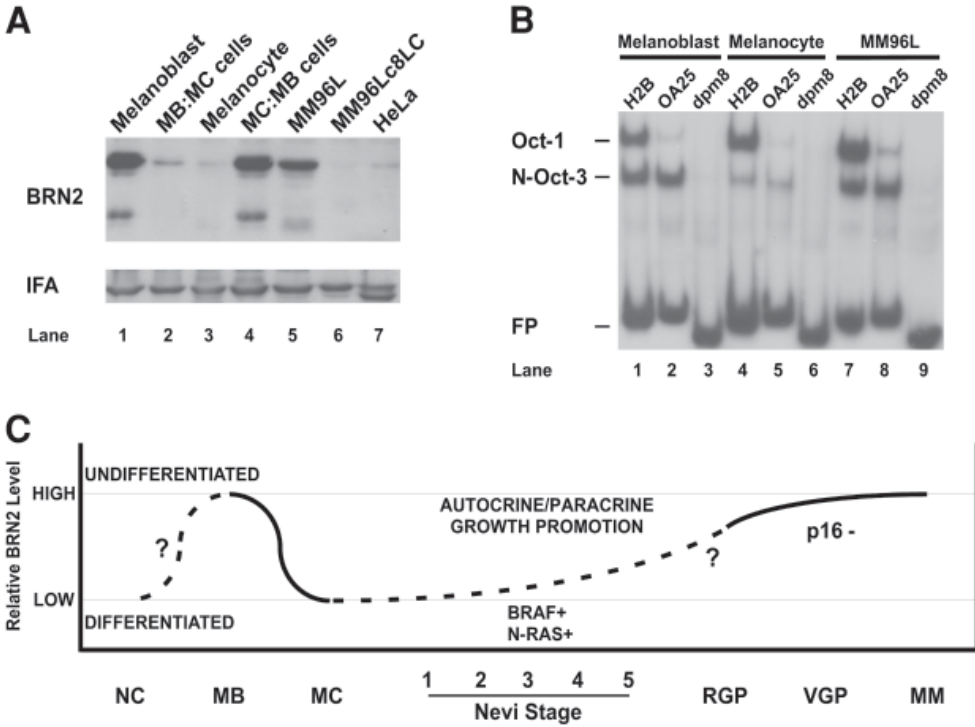 A
Melanoblast
MB:MC cells
Melanocyte
MC:MB cells
MM96L
MM96Lc8LC
HeLa
BRN2
IFA
Lane 1 2 3 4 5 6 7
B
Melanoblast Melanocyte MM96L
H2B OA25 dpm8 H2B OA25 dpm8 H2B OA25 dpm8
Oct-1
N-Oct-3
FP
Lane 1 2 3 4 5 6 7 8 9
C
Relative BRN2 Level
UNDIFFERENTIATED
HIGH
AUTOCRINE/PARACRINE
GROWTH PROMOTION
p16 -
?
?
LOW
DIFFERENTIATED
BRAF+
N-RAS+
NC MB MC 1 2 3 4 5 RGP VGP MM
Nevi Stage